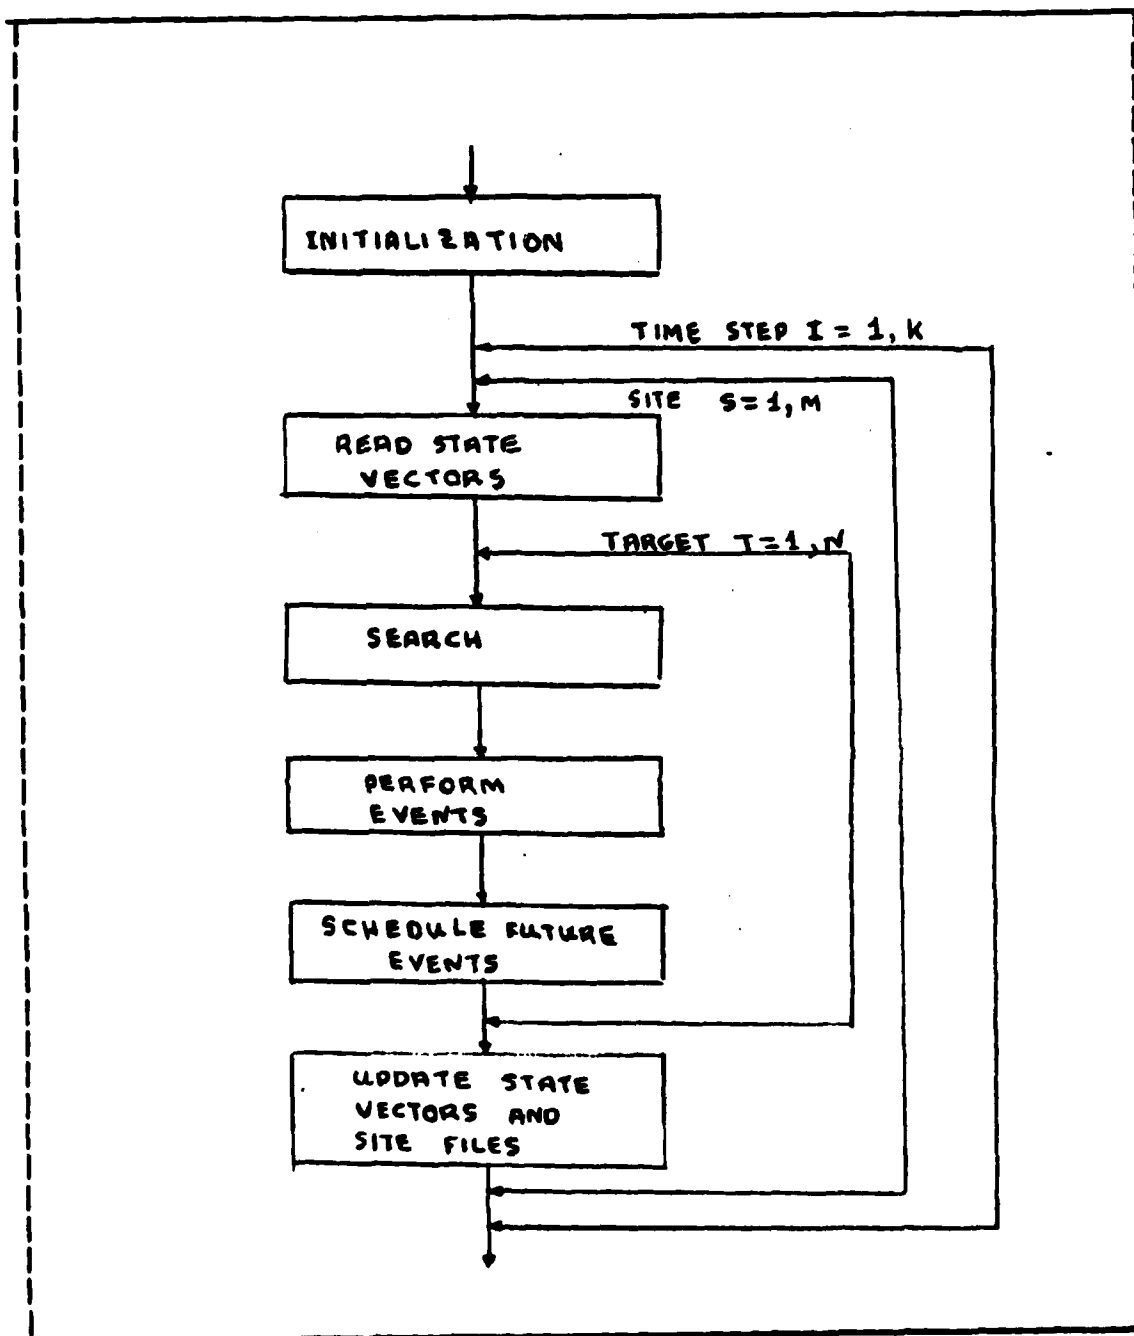 INITIALIZATION
TIME STEP I = 1, K
SITE S = 1, M
READ STATE
VECTORS
TARGET T = 1, N
SEARCH
PERFORM
EVENTS
SCHEDULE FUTURE
EVENTS
UPDATE STATE
VECTORS AND
SITE FILES